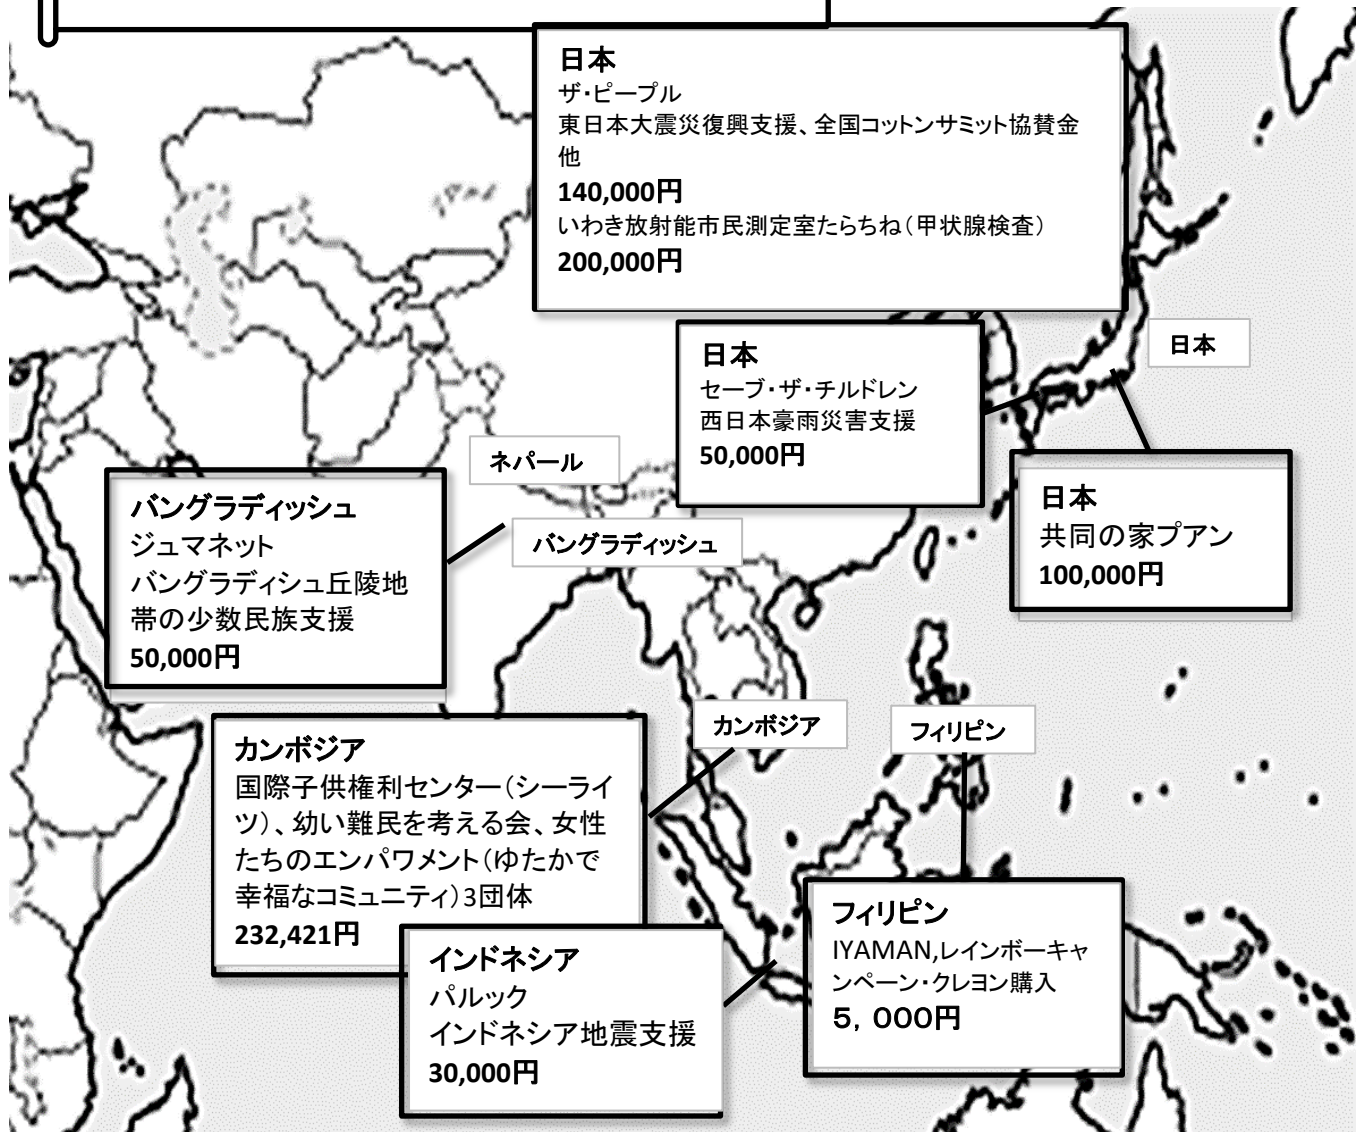 日本
ザ・ピープル
東日本大震災復興支援、全国コットンサミット協賛金
他
140,000円
いわき放射能市民測定室たらちね（甲状腺検査）
200,000円
日本
セーブ・ザ・チルドレン
西日本豪雨災害支援
50,000円
日本
日本
共同の家プアン
100,000円
ネパール
バングラディッシュ
バングラディッシュ
ジュマネット
バングラディシュ丘陵地
帯の少数民族支援
50,000円
カンボジア
フィリピン
カンボジア
国際子供権利センター（シーライ
ツ）、幼い難民を考える会、女性
たちのエンパワメント（ゆたかで
幸福なコミュニティ）3団体
232,421円
インドネシア
パルック
インドネシア地震支援
30,000円
フィリピン
IYAMAN,レインボーキャ
ンペーン・クレヨン購入
５，０００円